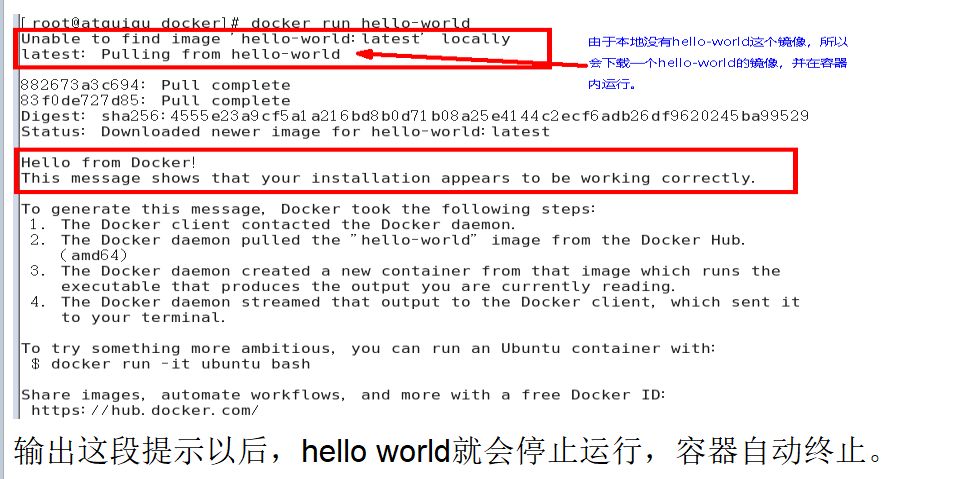 [root@atguigu docker]# docker run hello-world
Unable to find image 'hello-world:latest' locally
latest: Pulling from hello-world
由于本地没有hello-world这个镜像，所以
会下载一个hello-world的镜像，并在容器
内运行。
882673a3c694: Pull complete
83f0de727d85: Pull complete
Digest: sha256:4555e23a9cf5a1a216bd8b0d71b08a25e4144c2ecf6adb26df9620245ba99529
Status: Downloaded newer image for hello-world:latest
Hello from Docker!
This message shows that your installation appears to be working correctly.
To generate this message, Docker took the following steps:
1. The Docker client contacted the Docker daemon.
2. The Docker daemon pulled the "hello-world" image from the Docker Hub.
(amd64)
3. The Docker daemon created a new container from that image which runs the
executable that produces the output you are currently reading.
4. The Docker daemon streamed that output to the Docker client, which sent it
to your terminal.
To try something more ambitious, you can run an Ubuntu container with:
$ docker run -it ubuntu bash
Share images, automate workflows, and more with a free Docker ID:
https://hub.docker.com/
输出这段提示以后，hello world就会停止运行，容器自动终止。